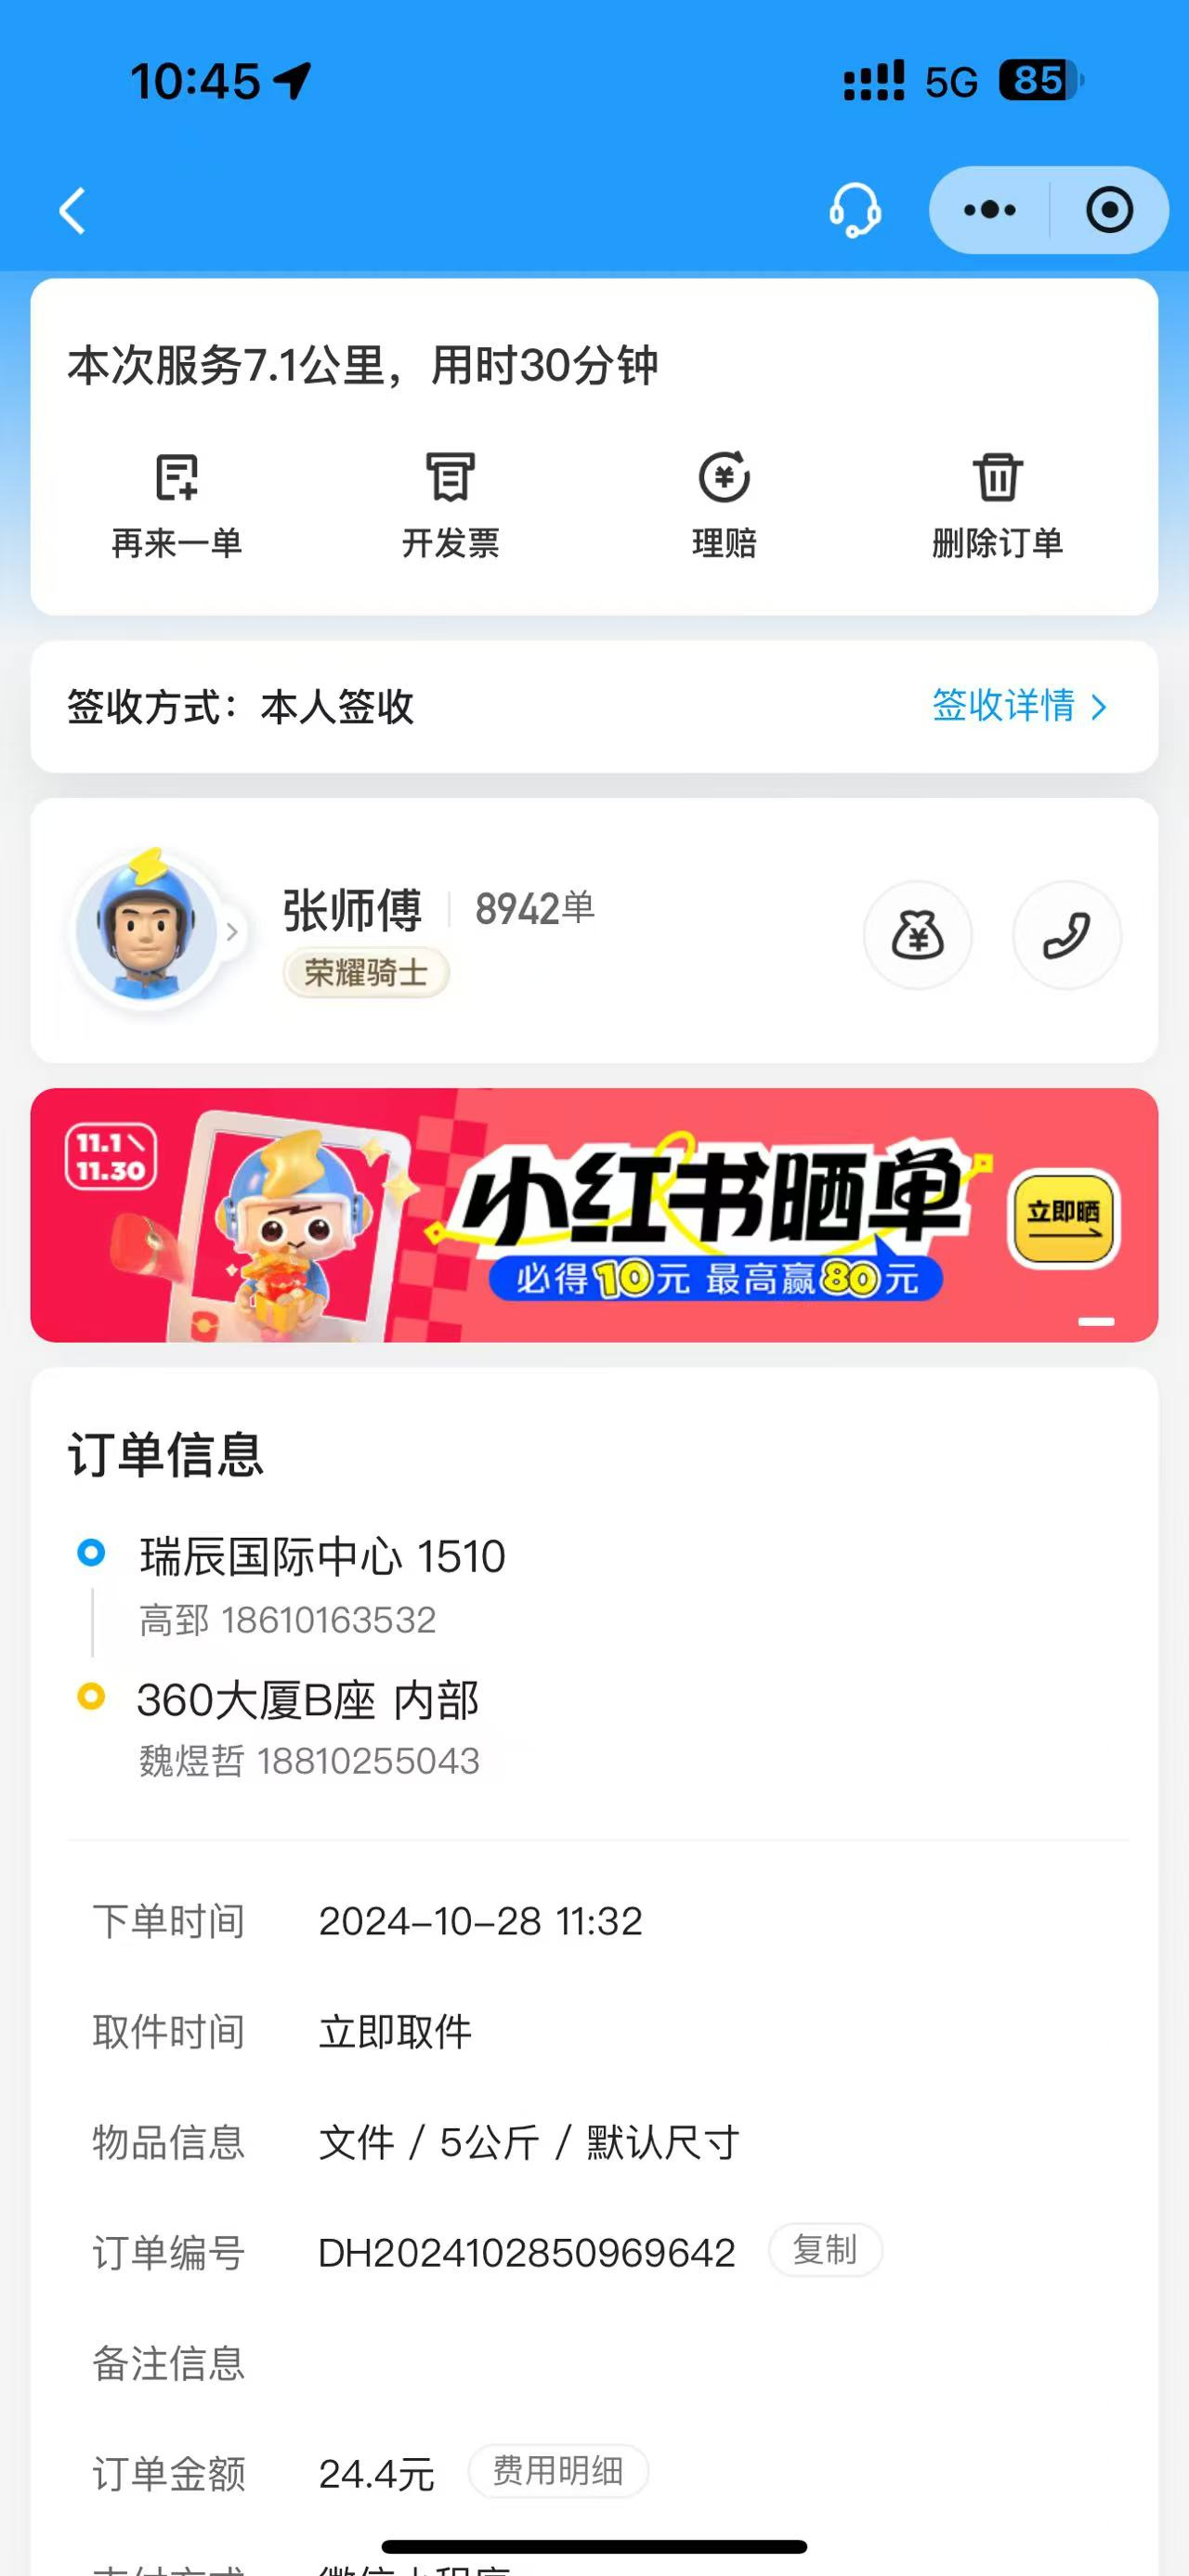 10:45 5G 85
本次服务7.1公里，用时30分钟
再来一单 开发票 理赔 删除订单
签收方式：本人签收 签收详情
张师傅 8942单
荣耀骑士
11.1
11.30
小红书晒单
立即晒
必得10元 最高赢80元
订单信息
瑞辰国际中心 1510
高郅 18610163532
360大厦B座 内部
魏煜哲 18810255043
下单时间 2024-10-28 11:32
取件时间 立即取件
物品信息 文件 / 5公斤 / 默认尺寸
订单编号 DH2024102850969642 复制
备注信息
订单金额 24.4元 费用明细